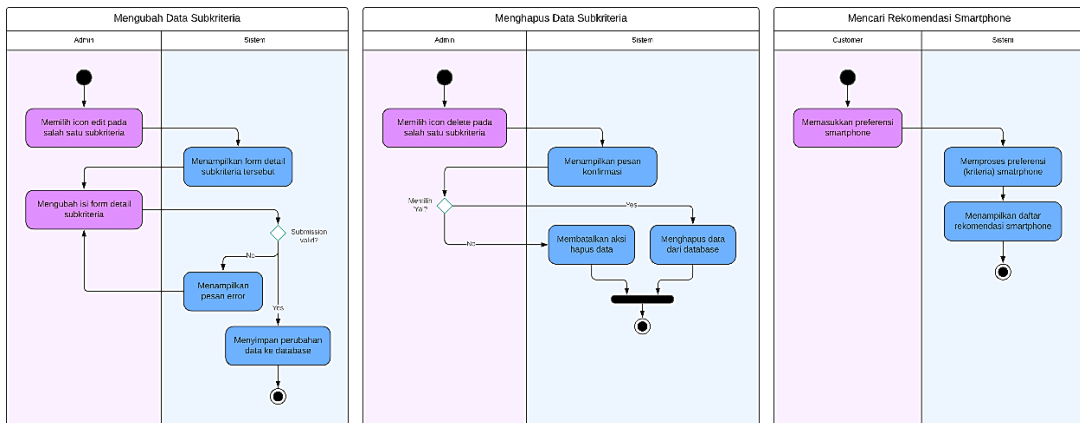 Mengubah Data Subkriteria
Admin
Sistem
Memilih icon edit pada
salah satu subkriteria
Menampilkan form detail
subkriteria tersebut
Mengubah isi form detail
subkriteria
Submission
valid?
No
Menampilkan
pesan error
Yes
Menyimpan perubahan
data ke database
Menghapus Data Subkriteria
Admin
Sistem
Memilih icon delete pada
salah satu subkriteria
Menampilkan pesan
konfirmasi
Memilih
'Ya'?
Yes
No
Membatalkan aksi
hapus data
Menghapus data
dari database
Mencari Rekomendasi Smartphone
Customer
Sistem
Memasukkan preferensi
smartphone
Memproses preferensi
(kriteria) smatrphone
Menampilkan daftar
rekomendasi smartphone